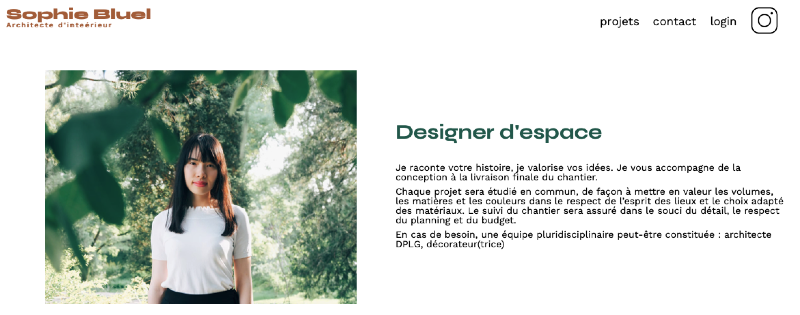 Sophie Bluel
Architecte d'inteérieur
projets contact login
Designer d'espace
Je raconte votre histoire, je valorise vos idées. Je vous accompagne de la
conception à la livraison finale du chantier.
Chaque projet sera étudié en commun, de façon à mettre en valeur les volumes,
les matières et les couleurs dans le respect de l'esprit des lieux et le choix adapté
des matériaux. Le suivi du chantier sera assuré dans le souci du détail, le respect
du planning et du budget.
En cas de besoin, une équipe pluridisciplinaire peut-être constituée : architecte
DPLG, décorateur(trice)